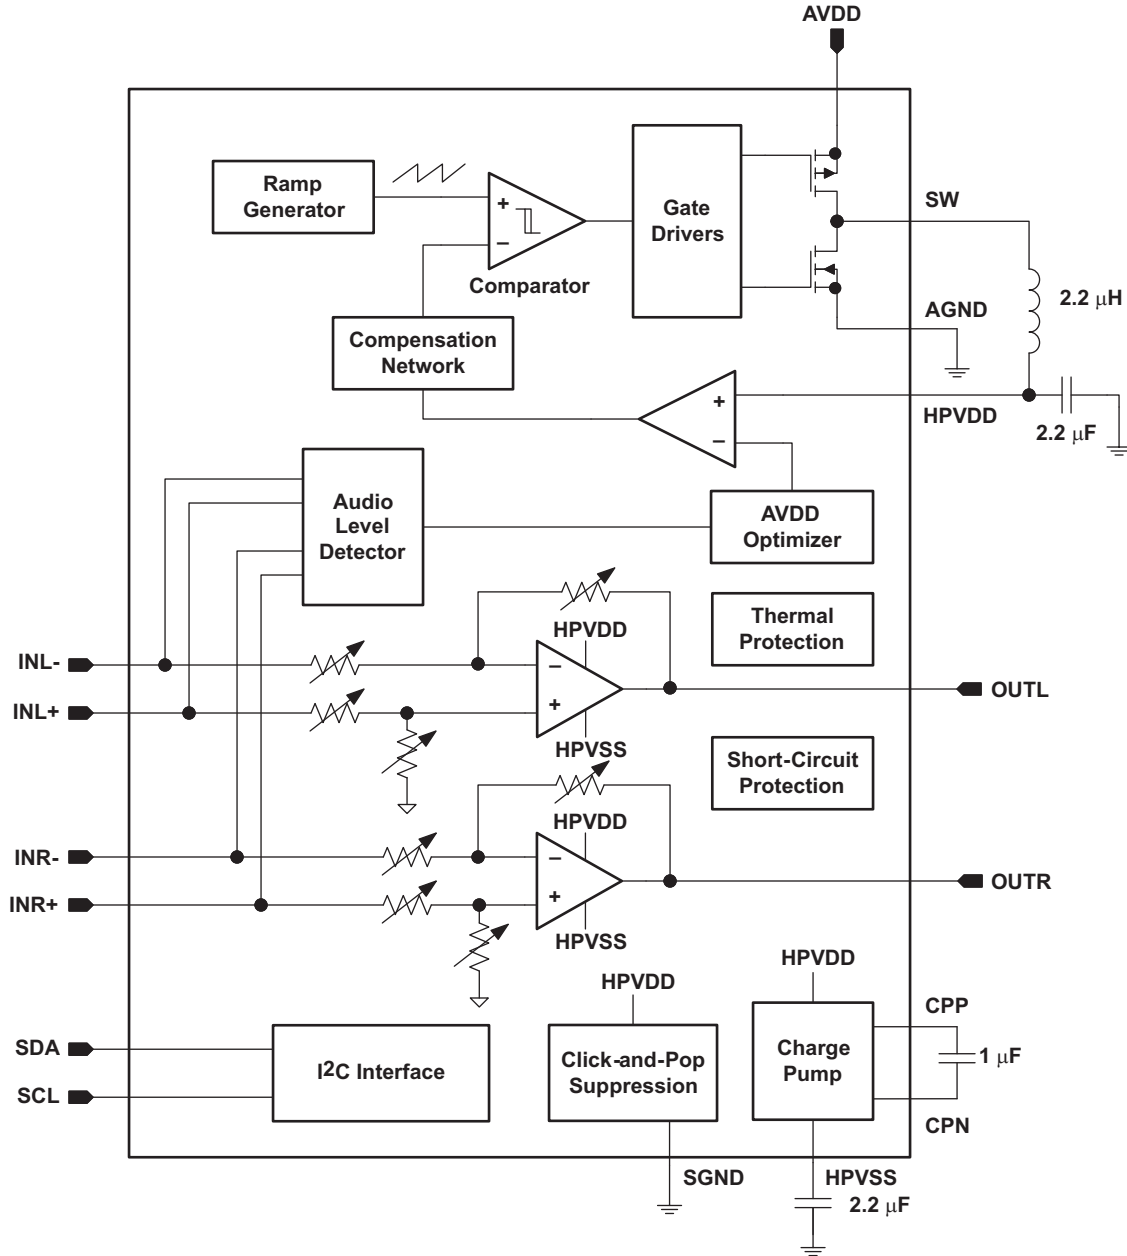 AVDD
Ramp
Generator
+
−
Comparator
Gate
Drivers
SW
2.2 μH
AGND
Compensation
Network
HPVDD
2.2 μF
+
−
Audio
Level
Detector
AVDD
Optimizer
Thermal
Protection
HPVDD
INL-
−
OUTL
INL+
+
HPVSS
Short-Circuit
Protection
HPVDD
INR-
−
OUTR
INR+
+
HPVSS
HPVDD
HPVDD
CPP
SDA
I2C Interface
Click-and-Pop
Suppression
Charge
Pump
1 μF
SCL
CPN
SGND
HPVSS
2.2 μF